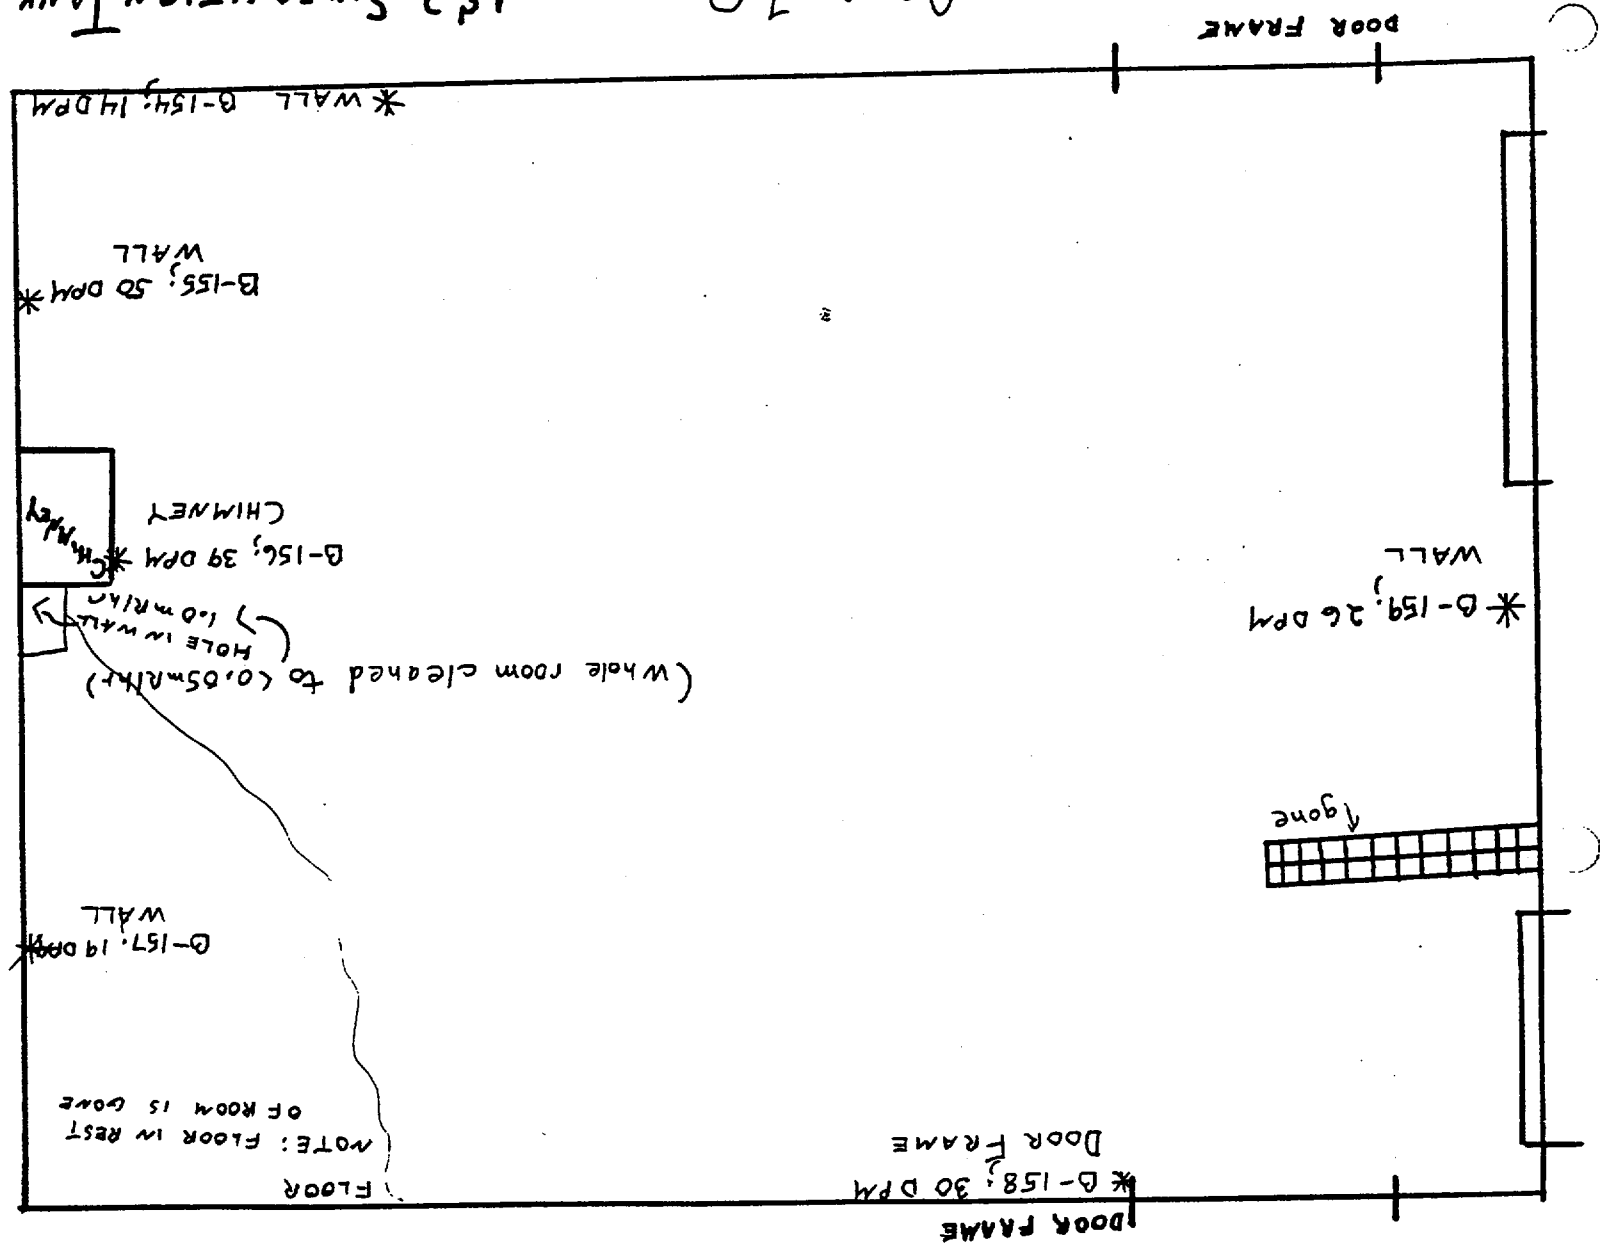 DOOR FRAME
* B-158; 30 DPM
DOOR FRAME
FLOOR
NOTE: FLOOR IN REST
OF ROOM IS GONE
B-157; 19 DPM *
WALL
gone
* B-159; 26 DPM
WALL
(Whole room cleaned to <0.05mR/hr)
HOLE IN WALL
, 1.0 mR/hr
B-156; 39 DPM *
CHIMNEY
CHIMNEY
B-155; 50 DPM *
WALL
* WALL B-154; 14 DPM
DOOR FRAME